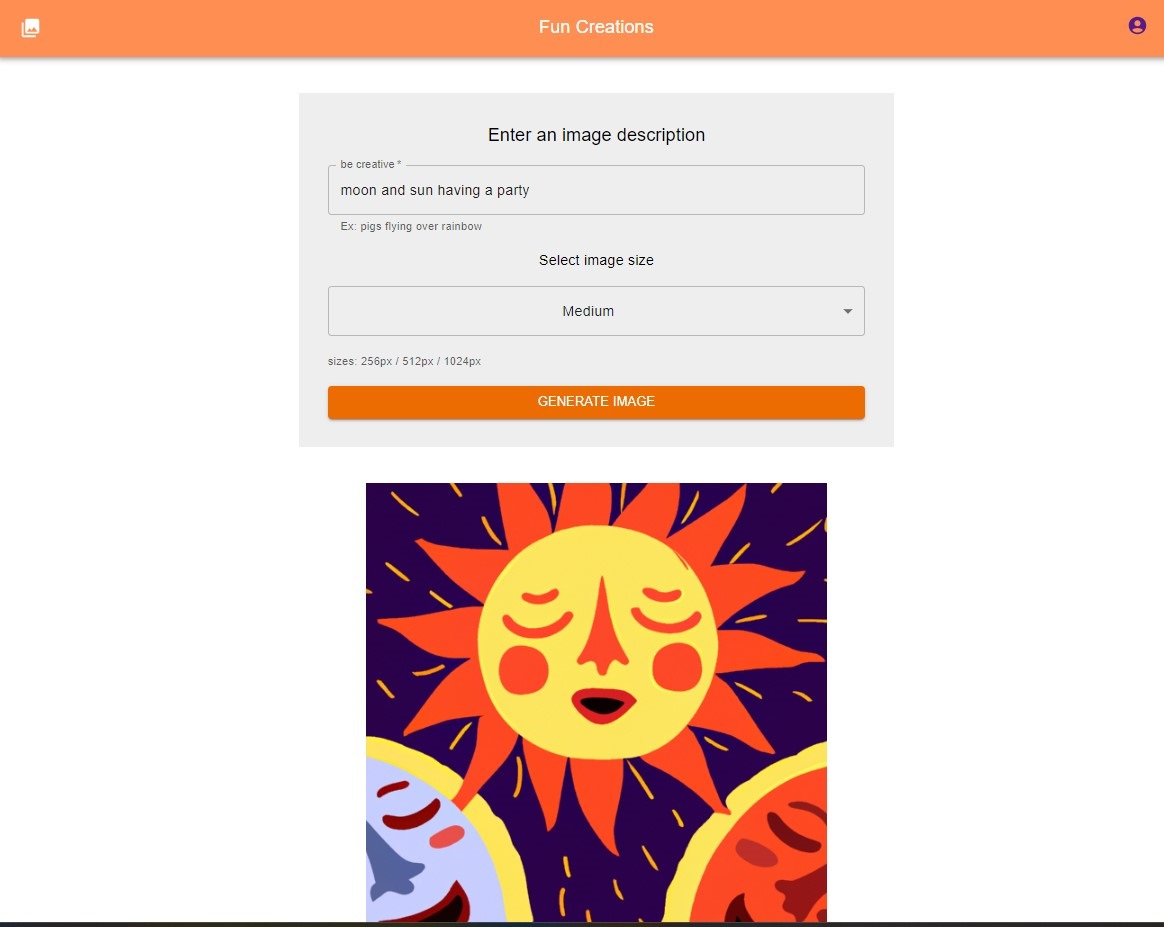 Fun Creations
Enter an image description
be creative *
moon and sun having a party
Ex: pigs flying over rainbow
Select image size
Medium
sizes: 256px / 512px / 1024px
GENERATE IMAGE